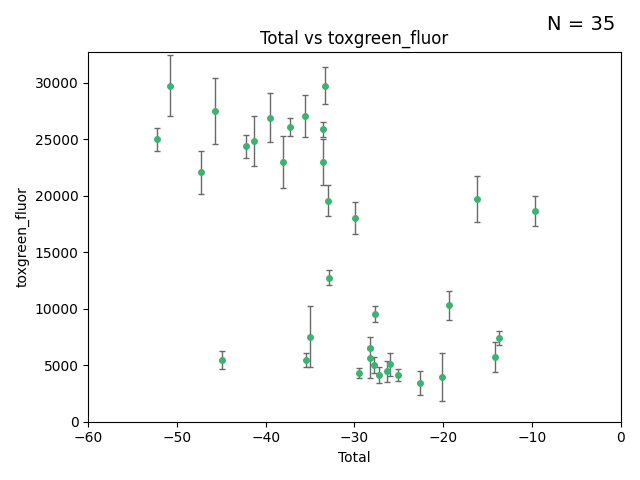 N = 35
Total vs toxgreen_fluor
30000
25000
20000
15000
10000
5000
0
toxgreen_fluor
−60 −50 −40 −30 −20 −10 0
Total